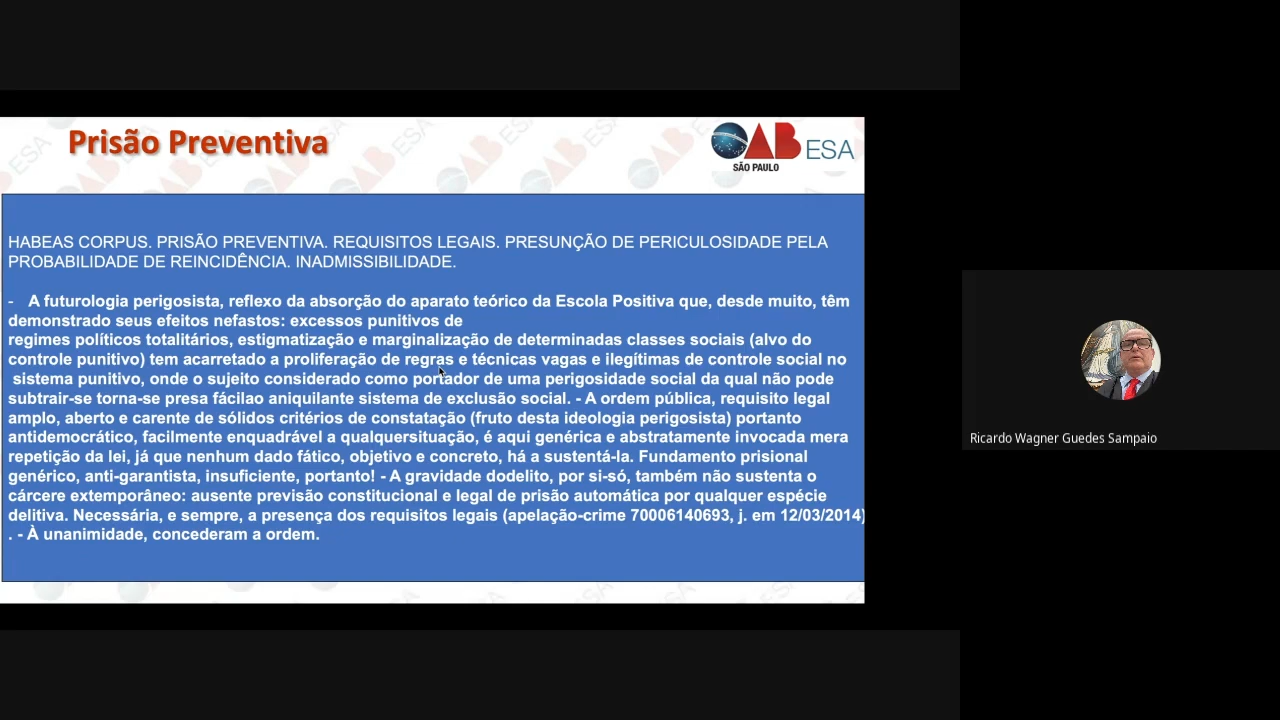 Prisão Preventiva
OAB ESA
SÃO PAULO
HABEAS CORPUS. PRISÃO PREVENTIVA. REQUISITOS LEGAIS. PRESUNÇÃO DE PERICULOSIDADE PELA
PROBABILIDADE DE REINCIDÊNCIA. INADMISSIBILIDADE.
- A futurologia perigosista, reflexo da absorção do aparato teórico da Escola Positiva que, desde muito, têm
demonstrado seus efeitos nefastos: excessos punitivos de
regimes políticos totalitários, estigmatização e marginalização de determinadas classes sociais (alvo do
controle punitivo) tem acarretado a proliferação de regras e técnicas vagas e ilegítimas de controle social no
sistema punitivo, onde o sujeito considerado como portador de uma perigosidade social da qual não pode
subtrair-se torna-se presa fácilao aniquilante sistema de exclusão social. - A ordem pública, requisito legal
amplo, aberto e carente de sólidos critérios de constatação (fruto desta ideologia perigosista) portanto
antidemocrático, facilmente enquadrável a qualquersituação, é aqui genérica e abstratamente invocada mera
repetição da lei, já que nenhum dado fático, objetivo e concreto, há a sustentá-la. Fundamento prisional
genérico, anti-garantista, insuficiente, portanto! - A gravidade dodelito, por si-só, também não sustenta o
cárcere extemporâneo: ausente previsão constitucional e legal de prisão automática por qualquer espécie
delitiva. Necessária, e sempre, a presença dos requisitos legais (apelação-crime 70006140693, j. em 12/03/2014)
. - À unanimidade, concederam a ordem.
Ricardo Wagner Guedes Sampaio